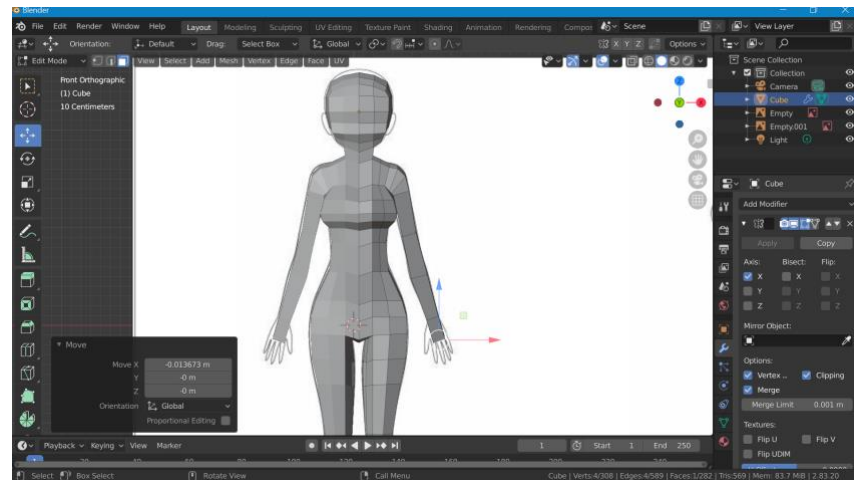 Blender
File Edit Render Window Help Layout Modeling Sculpting UV Editing Texture Paint Shading Animation Rendering Compos Scene View Layer
Orientation: Default Drag: Select Box Global X Y Z Options
Edit Mode View Select Add Mesh Vertex Edge Face UV
Front Orthographic
(1) Cube
10 Centimeters
Scene Collection
Collection
Camera
Cube
Empty
Empty.001
Light
Cube
Add Modifier
Apply Copy
Axis: Bisect: Flip:
X X X
Y Y Y
Z Z Z
Mirror Object:
Options:
Vertex .. Clipping
Merge
Merge Limit 0.001 m
Textures:
Flip U Flip V
Flip UDIM
Move
Move X -0.013673 m
Y -0 m
Z -0 m
Orientation Global
Proportional Editing
Playback Keying View Marker 1 Start 1 End 250
Select Box Select Rotate View Call Menu Cube | Verts:4/308 | Edges:4/589 | Faces:1/282 | Tris:569 | Mem: 83.7 MiB | 2.83.20